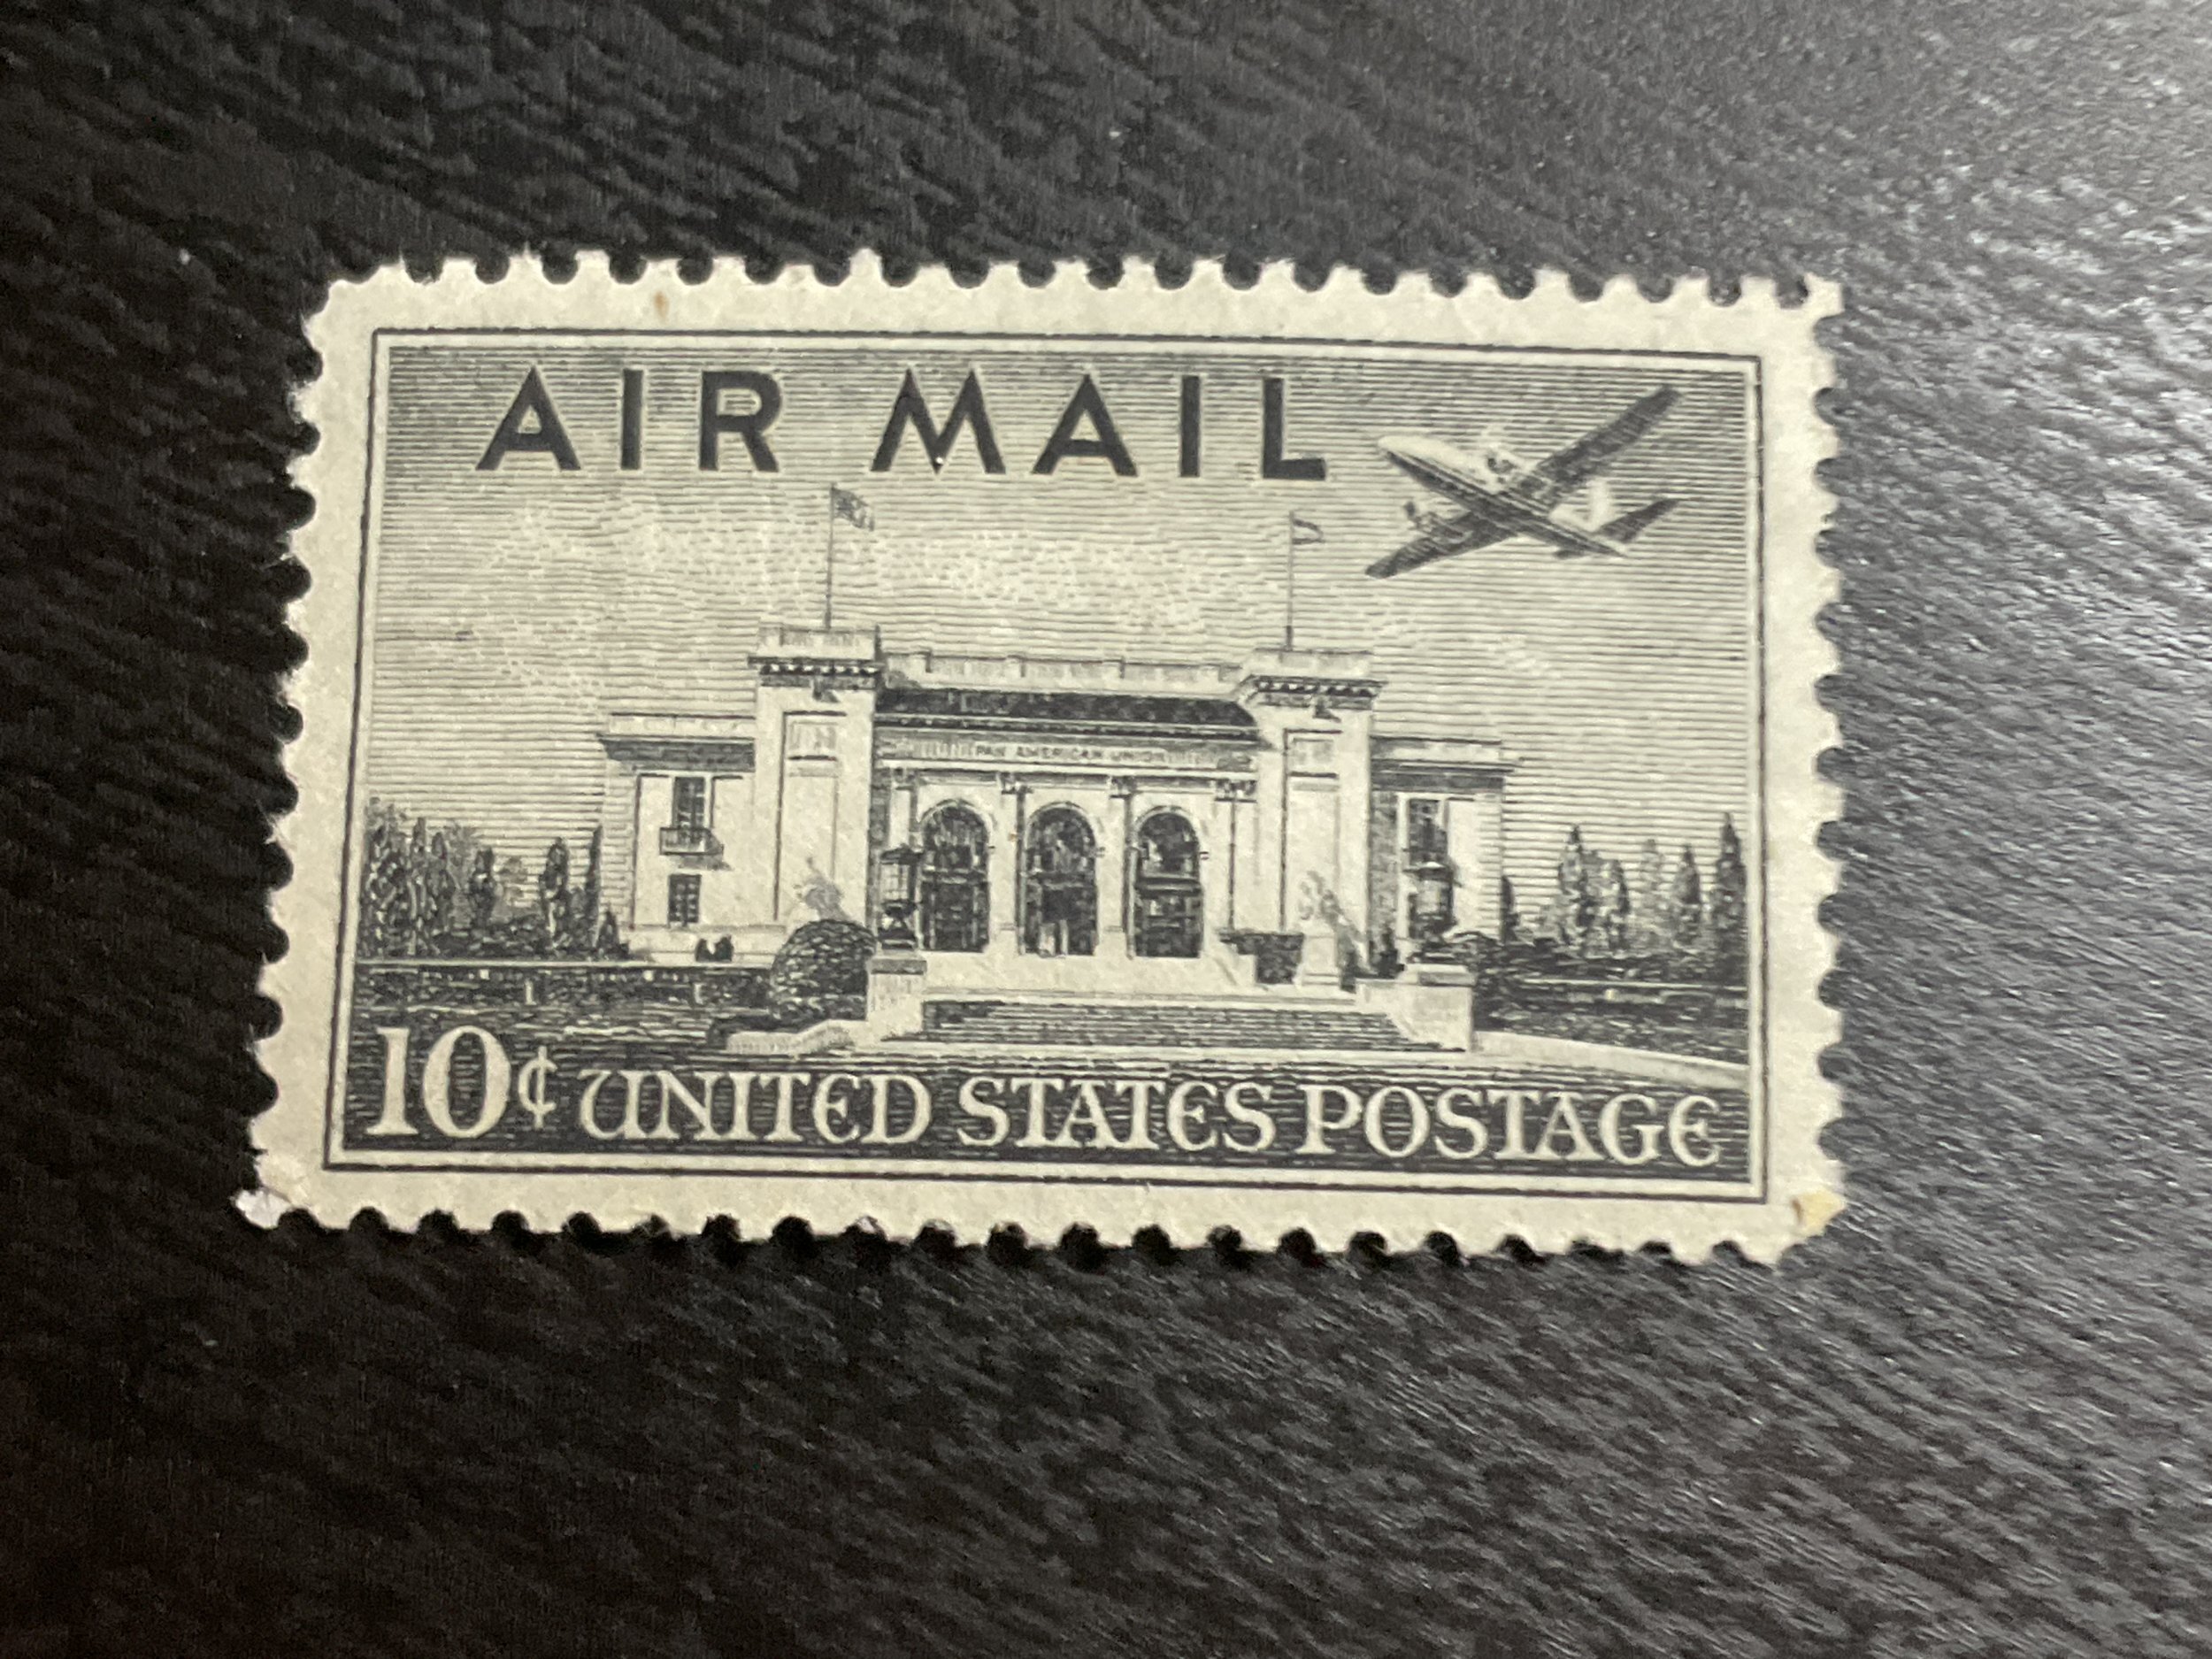 AIR MAIL
PAN AMERICAN UNION
10¢ UNITED STATES POSTAGE